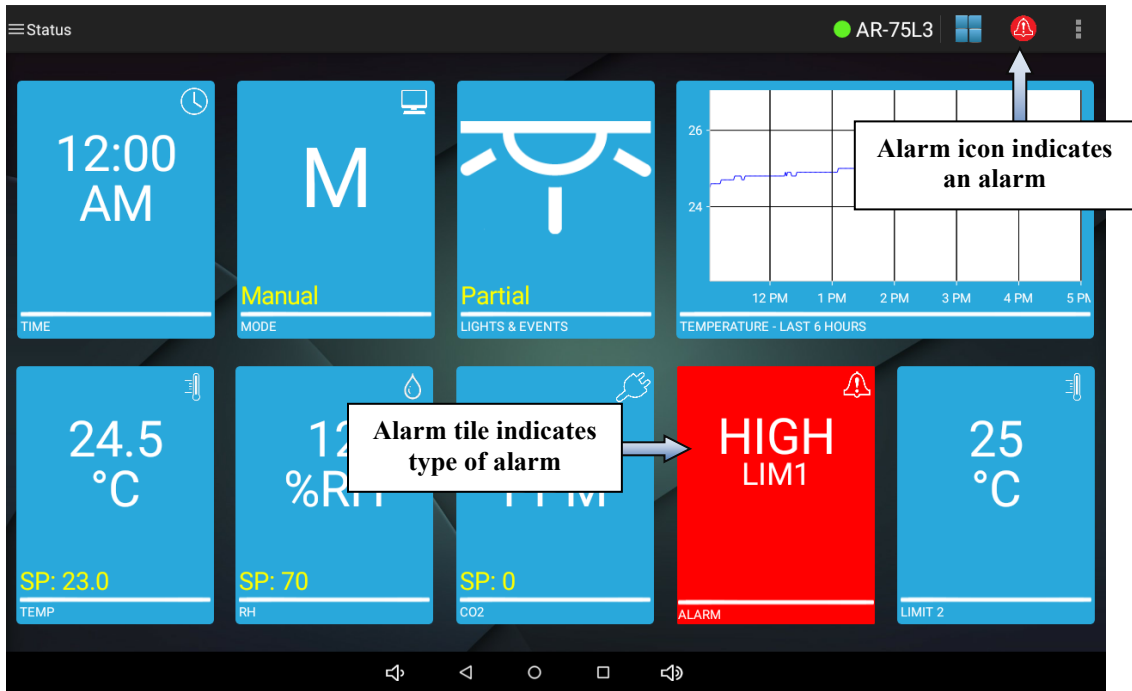 Status
AR-75L3
12:00
AM
TIME
M
Manual
MODE
Partial
LIGHTS & EVENTS
26
24
12 PM 1 PM 2 PM 3 PM 4 PM
TEMPERATURE - LAST 6 HOURS
Alarm icon indicates
an alarm
24.5
°C
SP: 23.0
TEMP
%RH
SP: 70
RH
SP: 0
CO2
Alarm tile indicates
type of alarm
HIGH
LIM1
ALARM
25
°C
LIMIT 2